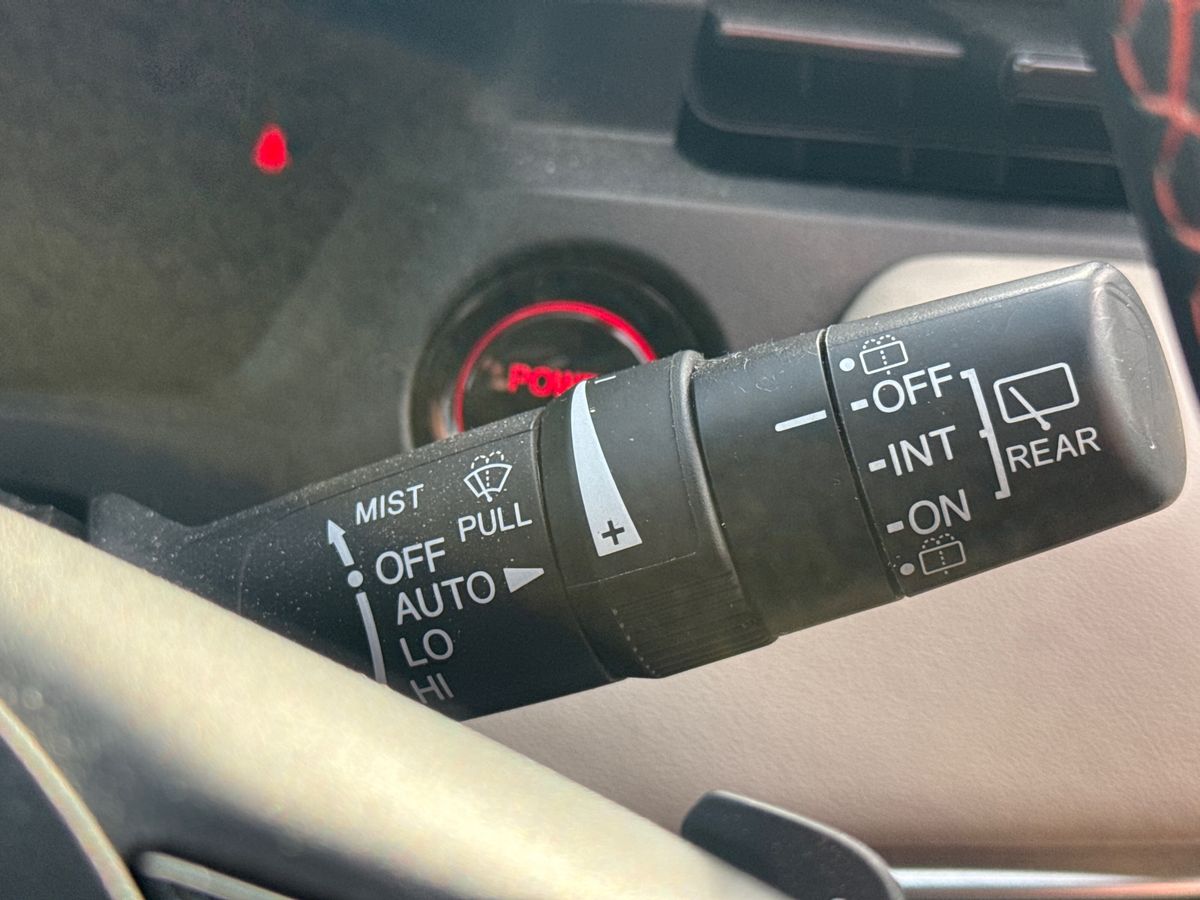 MIST
PULL
OFF
AUTO
LO
HI
+
OFF
INT
ON
REAR